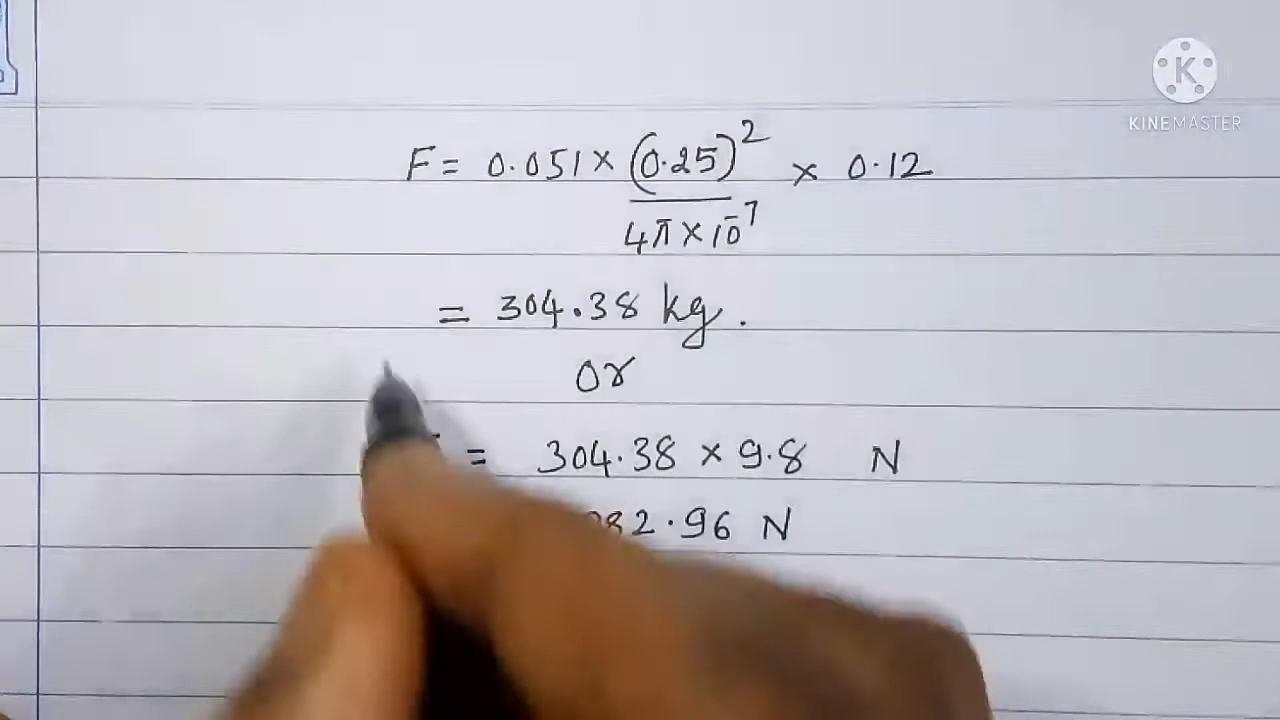 KINEMASTER
F = 0.051 × (0.25)² / 4π × 10⁻⁷ × 0.12
= 304.38 kg.
Or
= 304.38 × 9.8 N
82.96 N